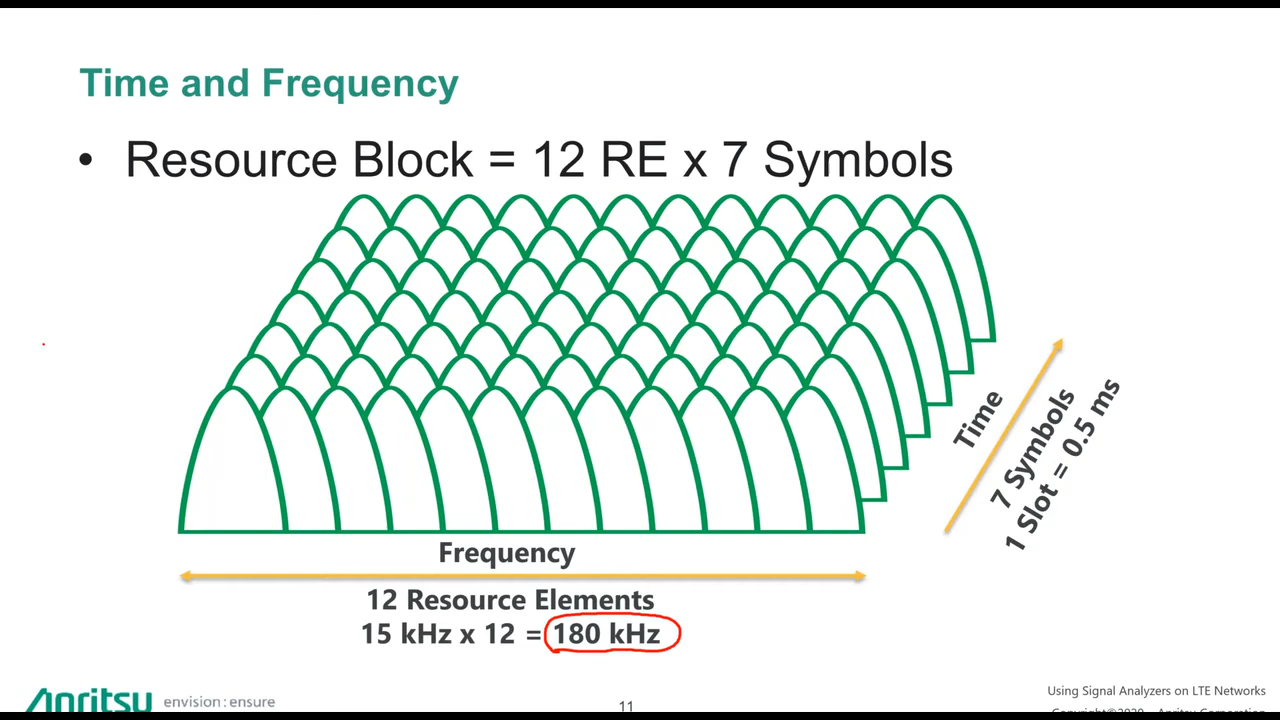 Time and Frequency
• Resource Block = 12 RE x 7 Symbols
Time
7 Symbols
1 Slot = 0.5 ms
Frequency
12 Resource Elements
15 kHz x 12 = 180 kHz
Anritsu envision : ensure
11
Using Signal Analyzers on LTE Networks
Copyright©2020 Anritsu Corporation